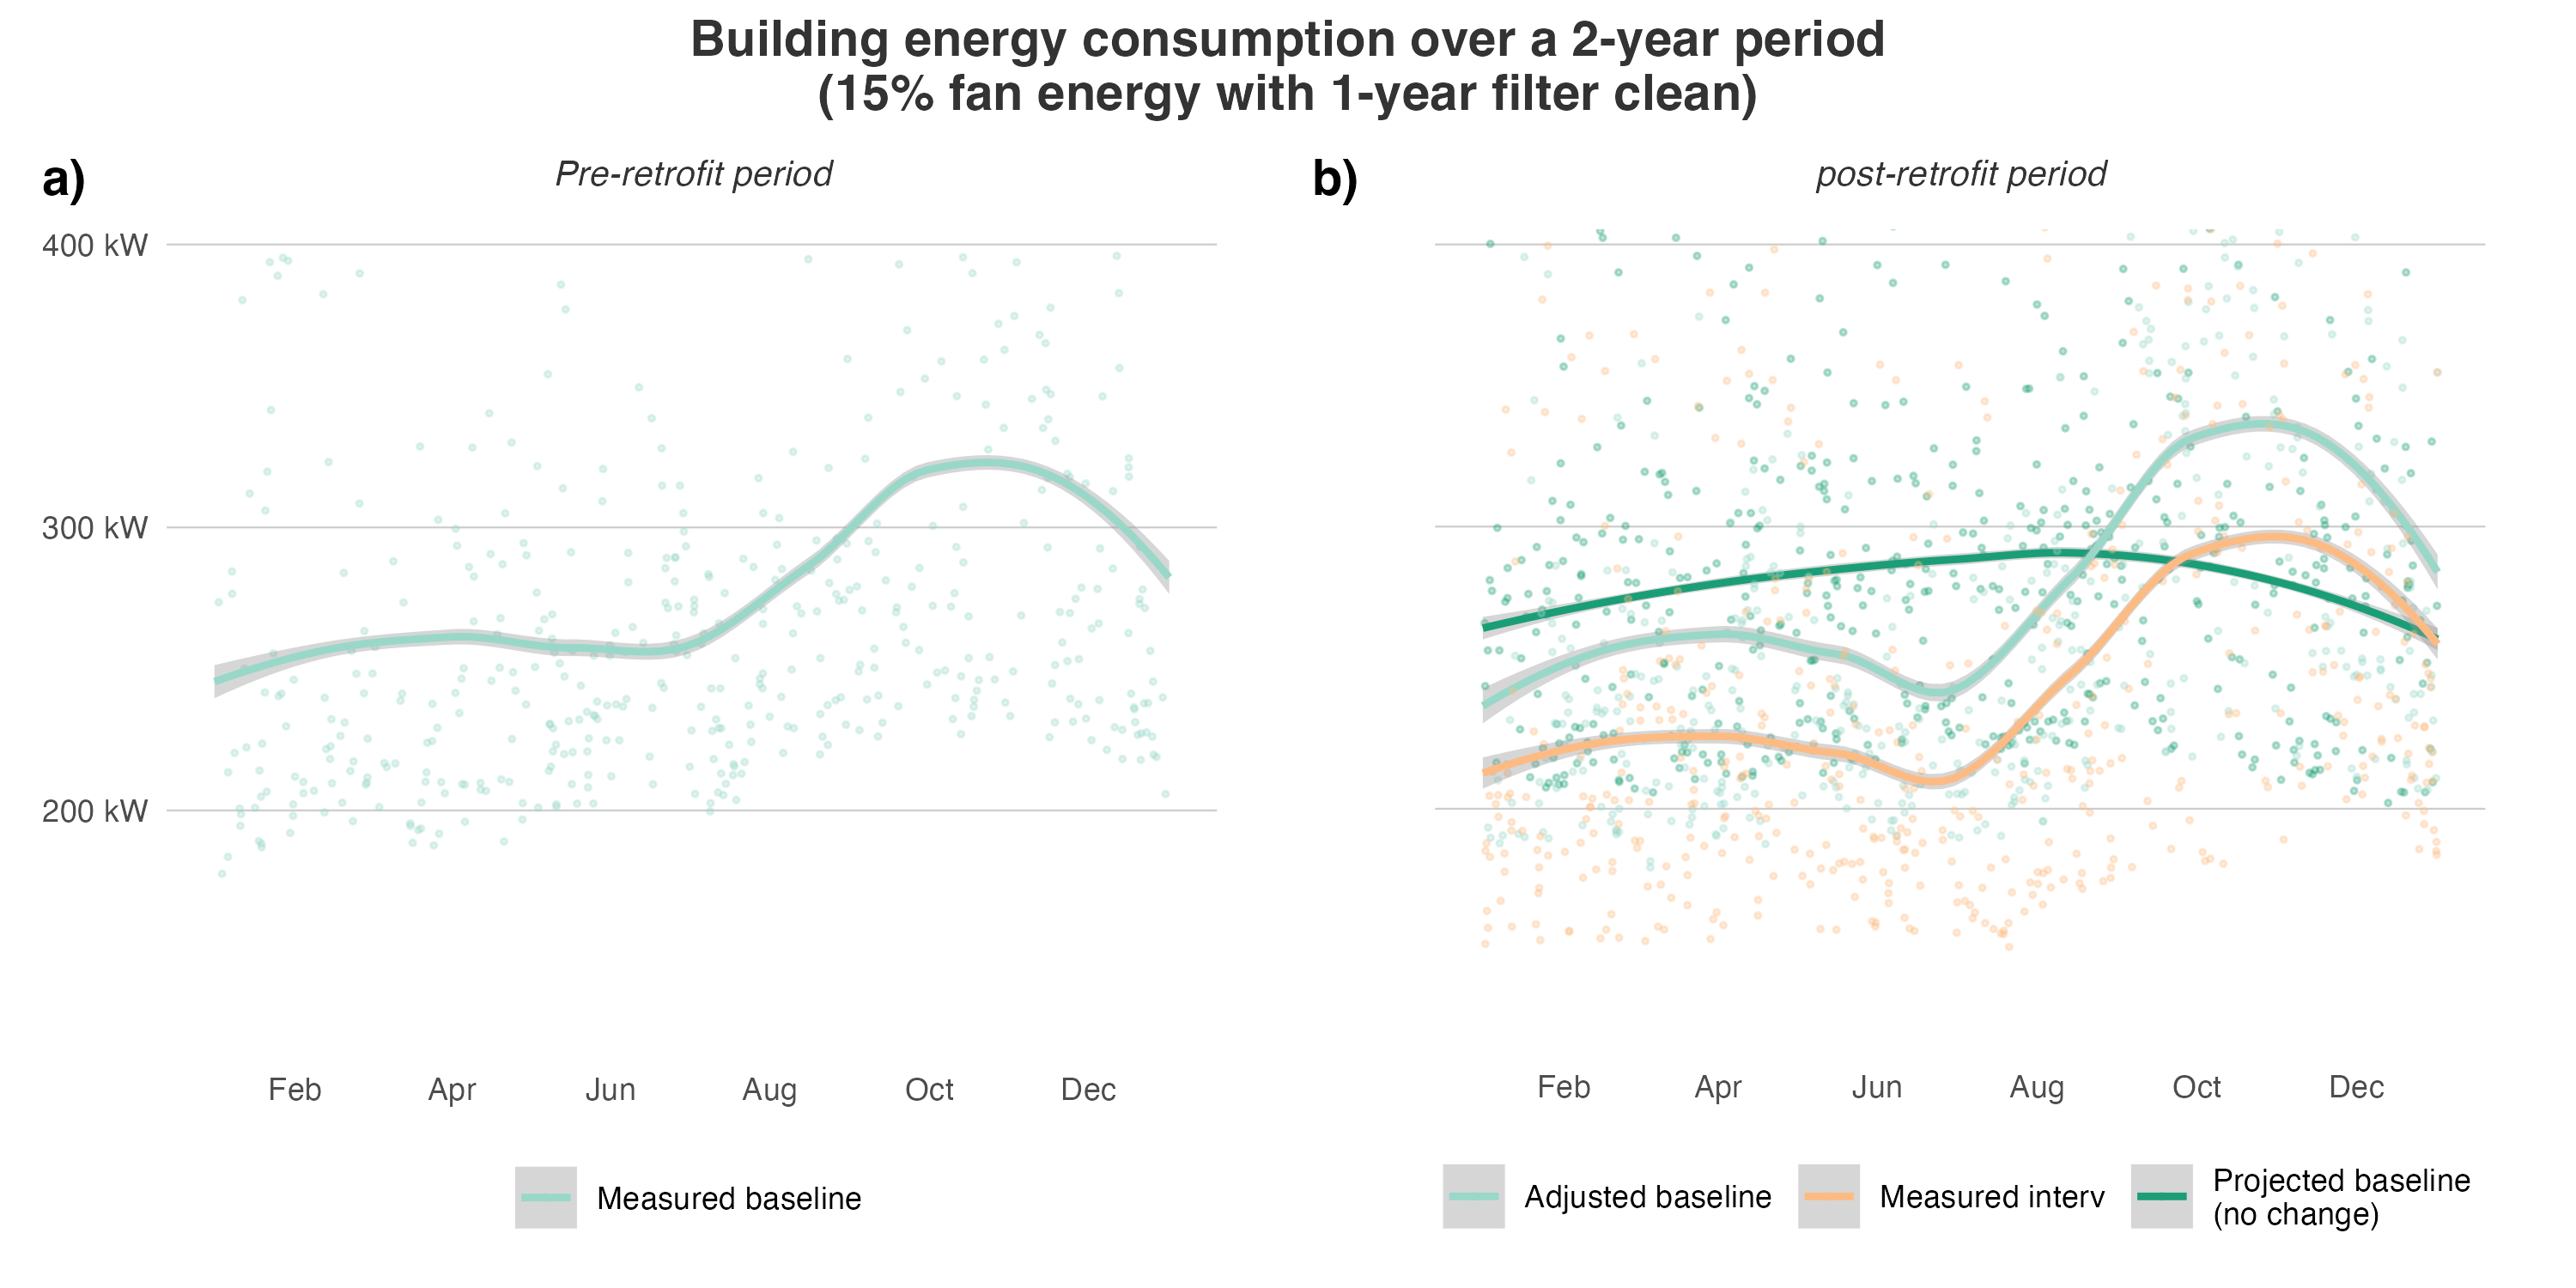 Building energy consumption over a 2-year period
(15% fan energy with 1-year filter clean)
a)
Pre-retrofit period
400 kW
300 kW
200 kW
Feb Apr Jun Aug Oct Dec
Measured baseline
b)
post-retrofit period
Feb Apr Jun Aug Oct Dec
Adjusted baseline
Measured interv
Projected baseline
(no change)